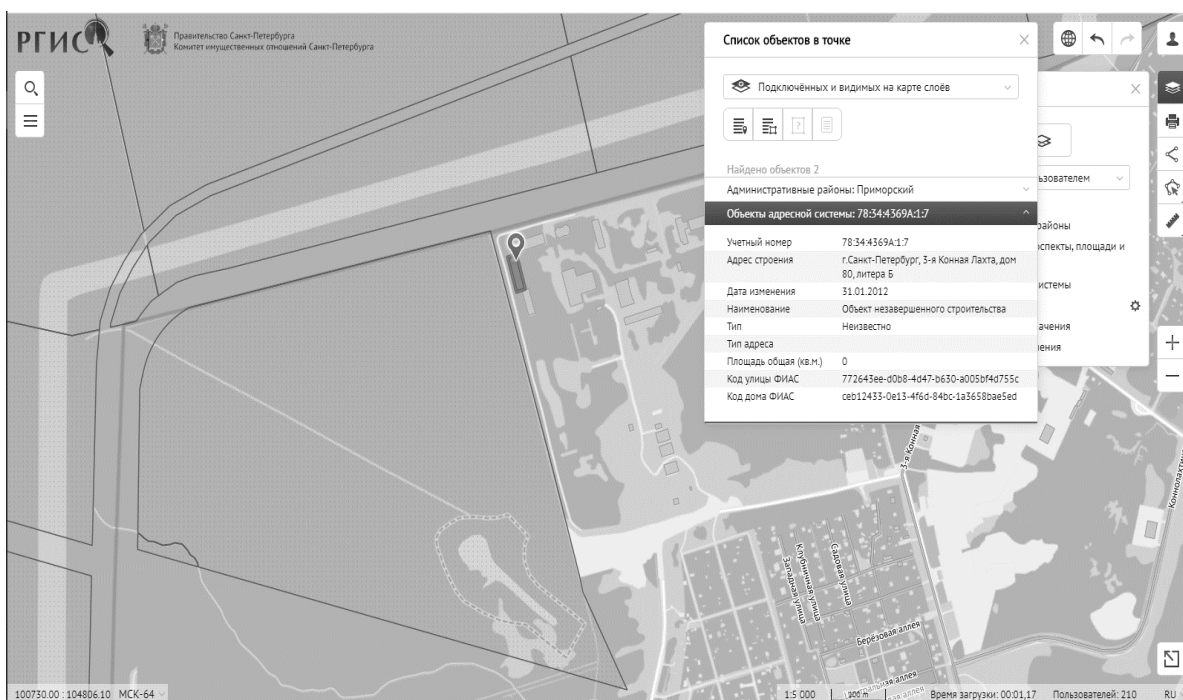 РГИС
Правительство Санкт-Петербурга
Комитет имущественных отношений Санкт-Петербурга
Список объектов в точке
Подключённых и видимых на карте слоёв
Найдено объектов 2
Административные районы: Приморский
Объекты адресной системы: 78:34:4369А:1:7
Учетный номер 78:34:4369А:1:7
Адрес строения г.Санкт-Петербург, 3-я Конная Лахта, дом
80, литера Б
Дата изменения 31.01.2012
Наименование Объект незавершенного строительства
Тип Неизвестно
Тип адреса
Площадь общая (кв.м.) 0
Код улицы ФИАС 772643ee-d0b8-4d47-b630-a005bf4d755c
Код дома ФИАС ceb12433-0e13-4f6d-84bc-1a3658bae5ed
ьзователем
районы
оспекты, площади и
истемы
ачения
ения
3-я Конная
Садовая улица
Клубничная улица
Западная улица
Берёзовая аллея
100730.00 : 104806.10 МСК-64
1:5 000
200 m
Время загрузки: 00:01,17
Пользователей: 210
RU